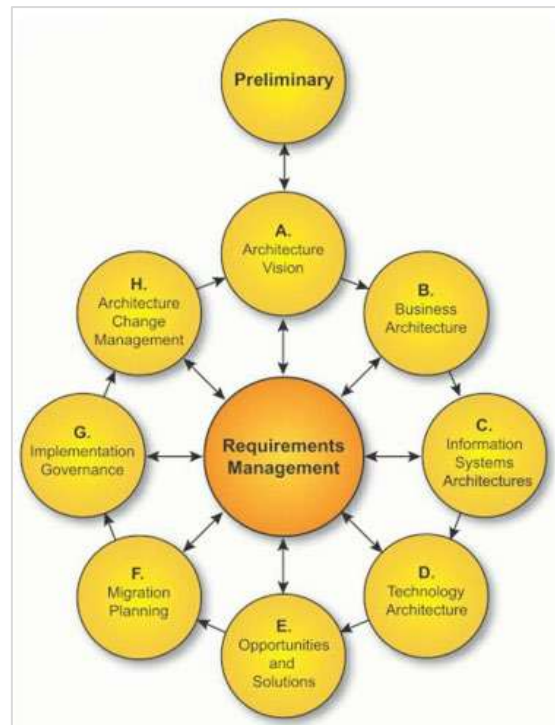 Preliminary
A.
Architecture
Vision
B.
Business
Architecture
C.
Information
Systems
Architectures
D.
Technology
Architecture
E.
Opportunities
and
Solutions
F.
Migration
Planning
G.
Implementation
Governance
H.
Architecture
Change
Management
Requirements
Management